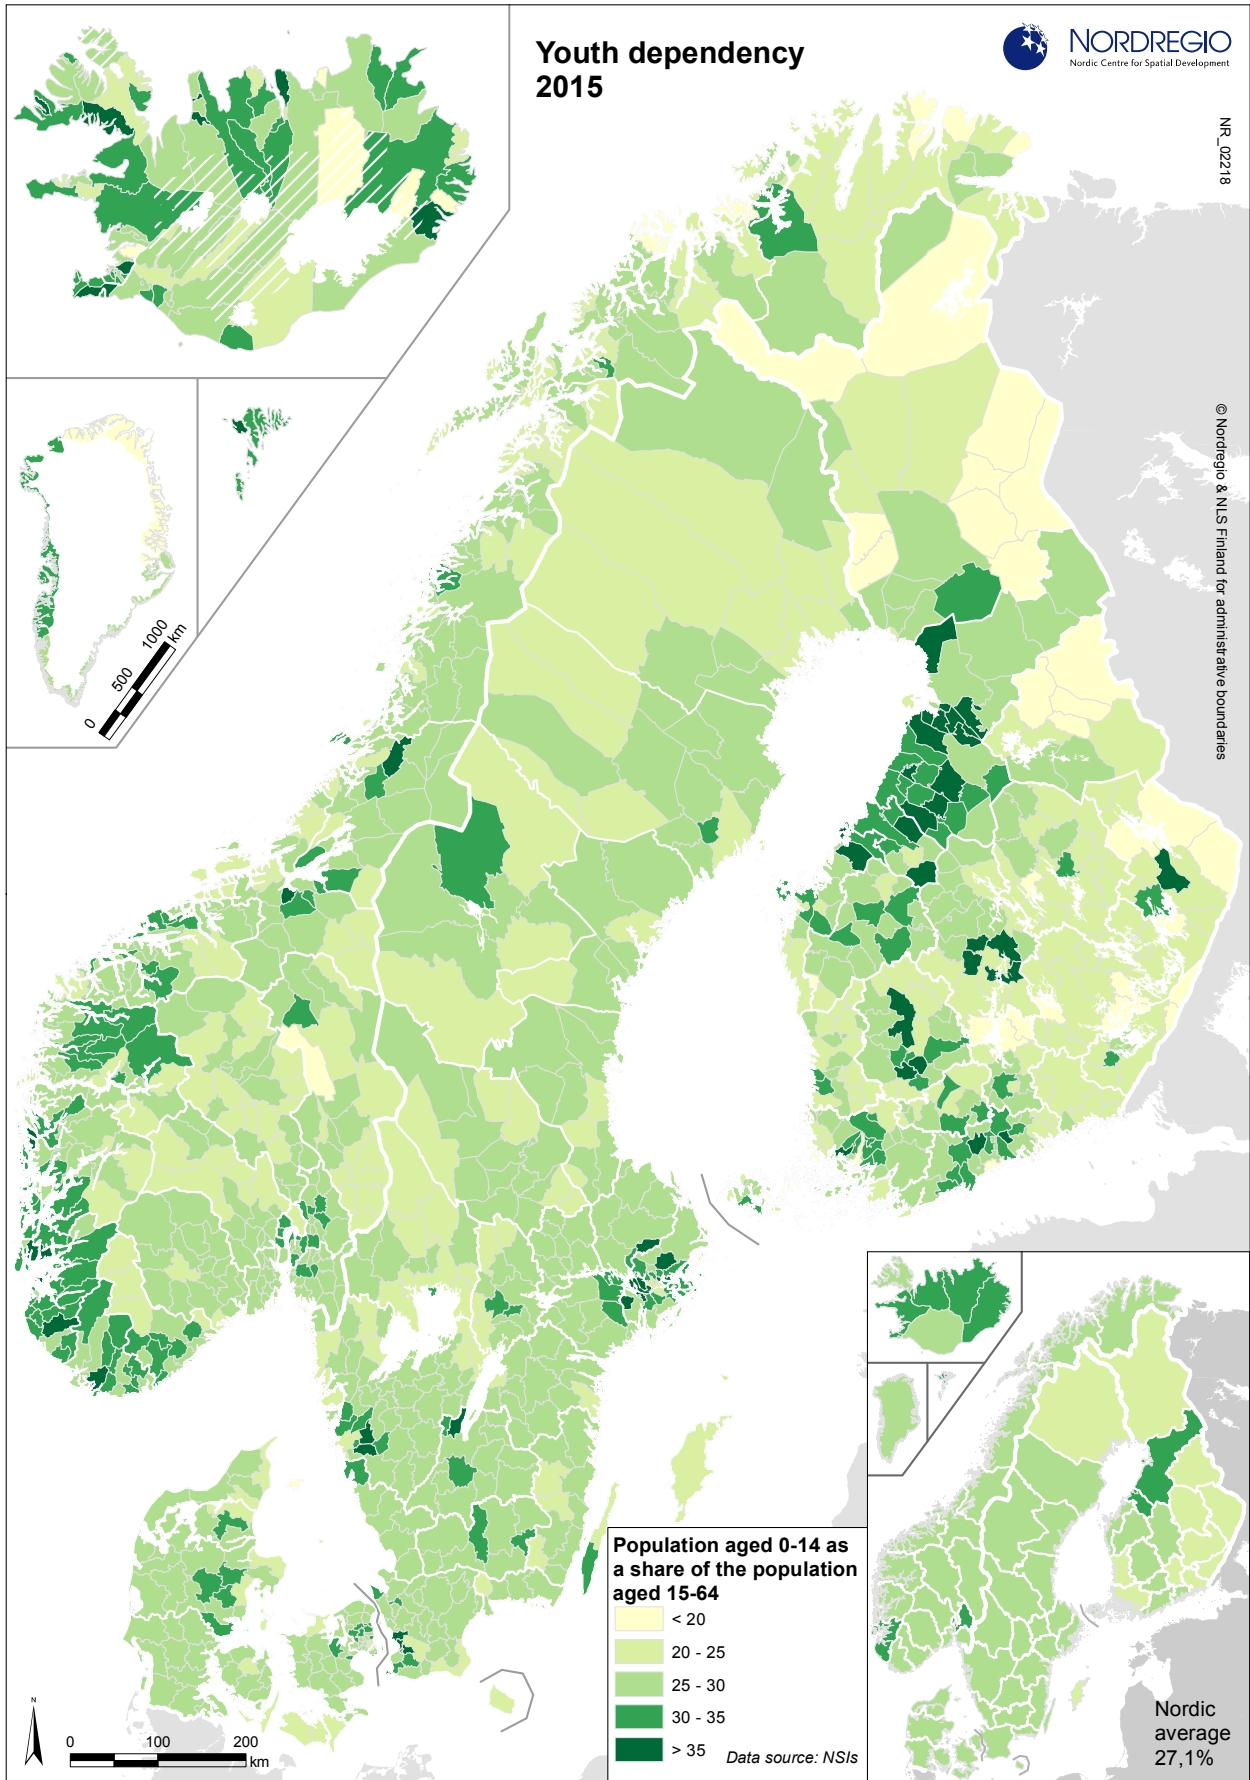 Youth dependency
2015
NORDREGIO
Nordic Centre for Spatial Development
NR_02218
© Nordregio & NLS Finland for administrative boundaries
0 500 1000
km
Population aged 0-14 as
a share of the population
aged 15-64
< 20
20 - 25
25 - 30
30 - 35
> 35
Data source: NSIs
N
0 100 200
km
Nordic
average
27,1%